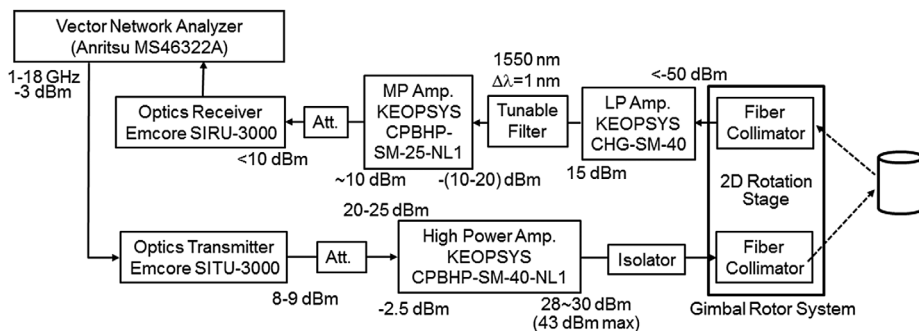 Vector Network Analyzer
(Anritsu MS46322A)
1-18 GHz
-3 dBm
Optics Receiver
Emcore SIRU-3000
<10 dBm
Att.
MP Amp.
KEOPSYS
CPBHP-
SM-25-NL1
~10 dBm
-(10-20) dBm
1550 nm
Δλ=1 nm
Tunable
Filter
LP Amp.
KEOPSYS
CHG-SM-40
15 dBm
<-50 dBm
Fiber
Collimator
2D Rotation
Stage
Fiber
Collimator
Gimbal Rotor System
Optics Transmitter
Emcore SITU-3000
8-9 dBm
Att.
20-25 dBm
High Power Amp.
KEOPSYS
CPBHP-SM-40-NL1
-2.5 dBm
28~30 dBm
(43 dBm max)
Isolator